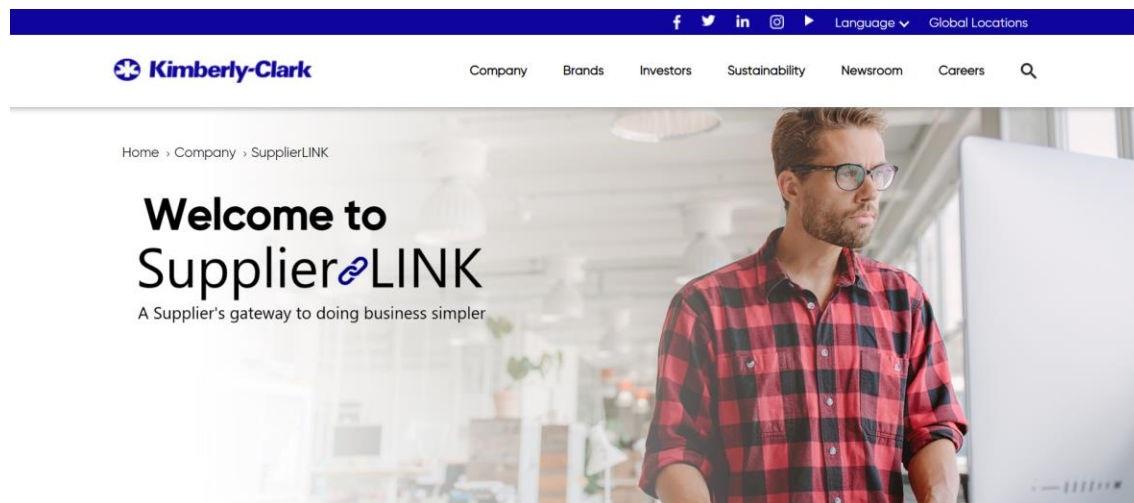 Language
Global Locations
Kimberly-Clark
Company
Brands
Investors
Sustainability
Newsroom
Careers
Home › Company › SupplierLINK
Welcome to
SupplierLINK
A Supplier's gateway to doing business simpler